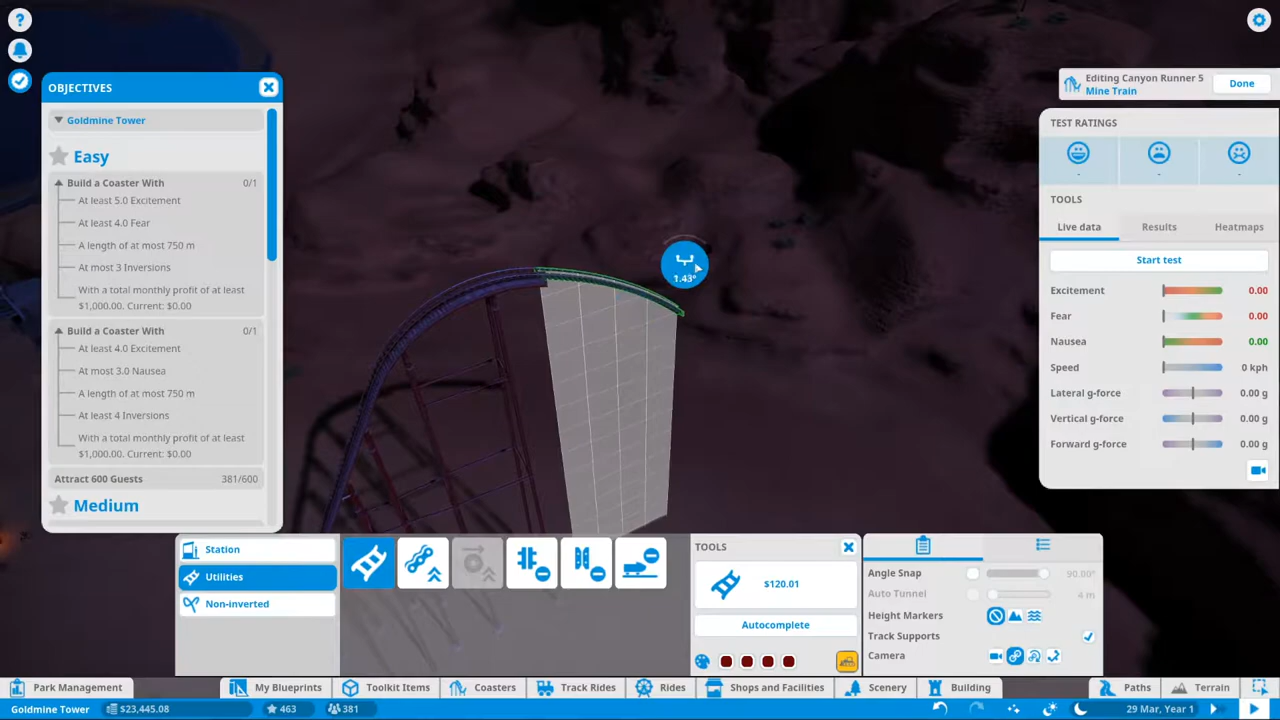 ?
OBJECTIVES
Goldmine Tower
Easy
Build a Coaster With 0/1
At least 5.0 Excitement
At least 4.0 Fear
A length of at most 750 m
At most 3 Inversions
With a total monthly profit of at least
$1,000.00. Current: $0.00
Build a Coaster With 0/1
At least 4.0 Excitement
At most 3.0 Nausea
A length of at most 750 m
At least 4 Inversions
With a total monthly profit of at least
$1,000.00. Current: $0.00
Attract 600 Guests 381/600
Medium
1.43°
Editing Canyon Runner 5
Mine Train
Done
TEST RATINGS
- - -
TOOLS
Live data Results Heatmaps
Start test
Excitement 0.00
Fear 0.00
Nausea 0.00
Speed 0 kph
Lateral g-force 0.00 g
Vertical g-force 0.00 g
Forward g-force 0.00 g
Station
Utilities
Non-inverted
TOOLS
$120.01
Autocomplete
Angle Snap 90.00°
Auto Tunnel 4 m
Height Markers
Track Supports
Camera
Park Management My Blueprints Toolkit Items Coasters Track Rides Rides Shops and Facilities Scenery Building Paths Terrain
Goldmine Tower $23,445.08 463 381 29 Mar, Year 1